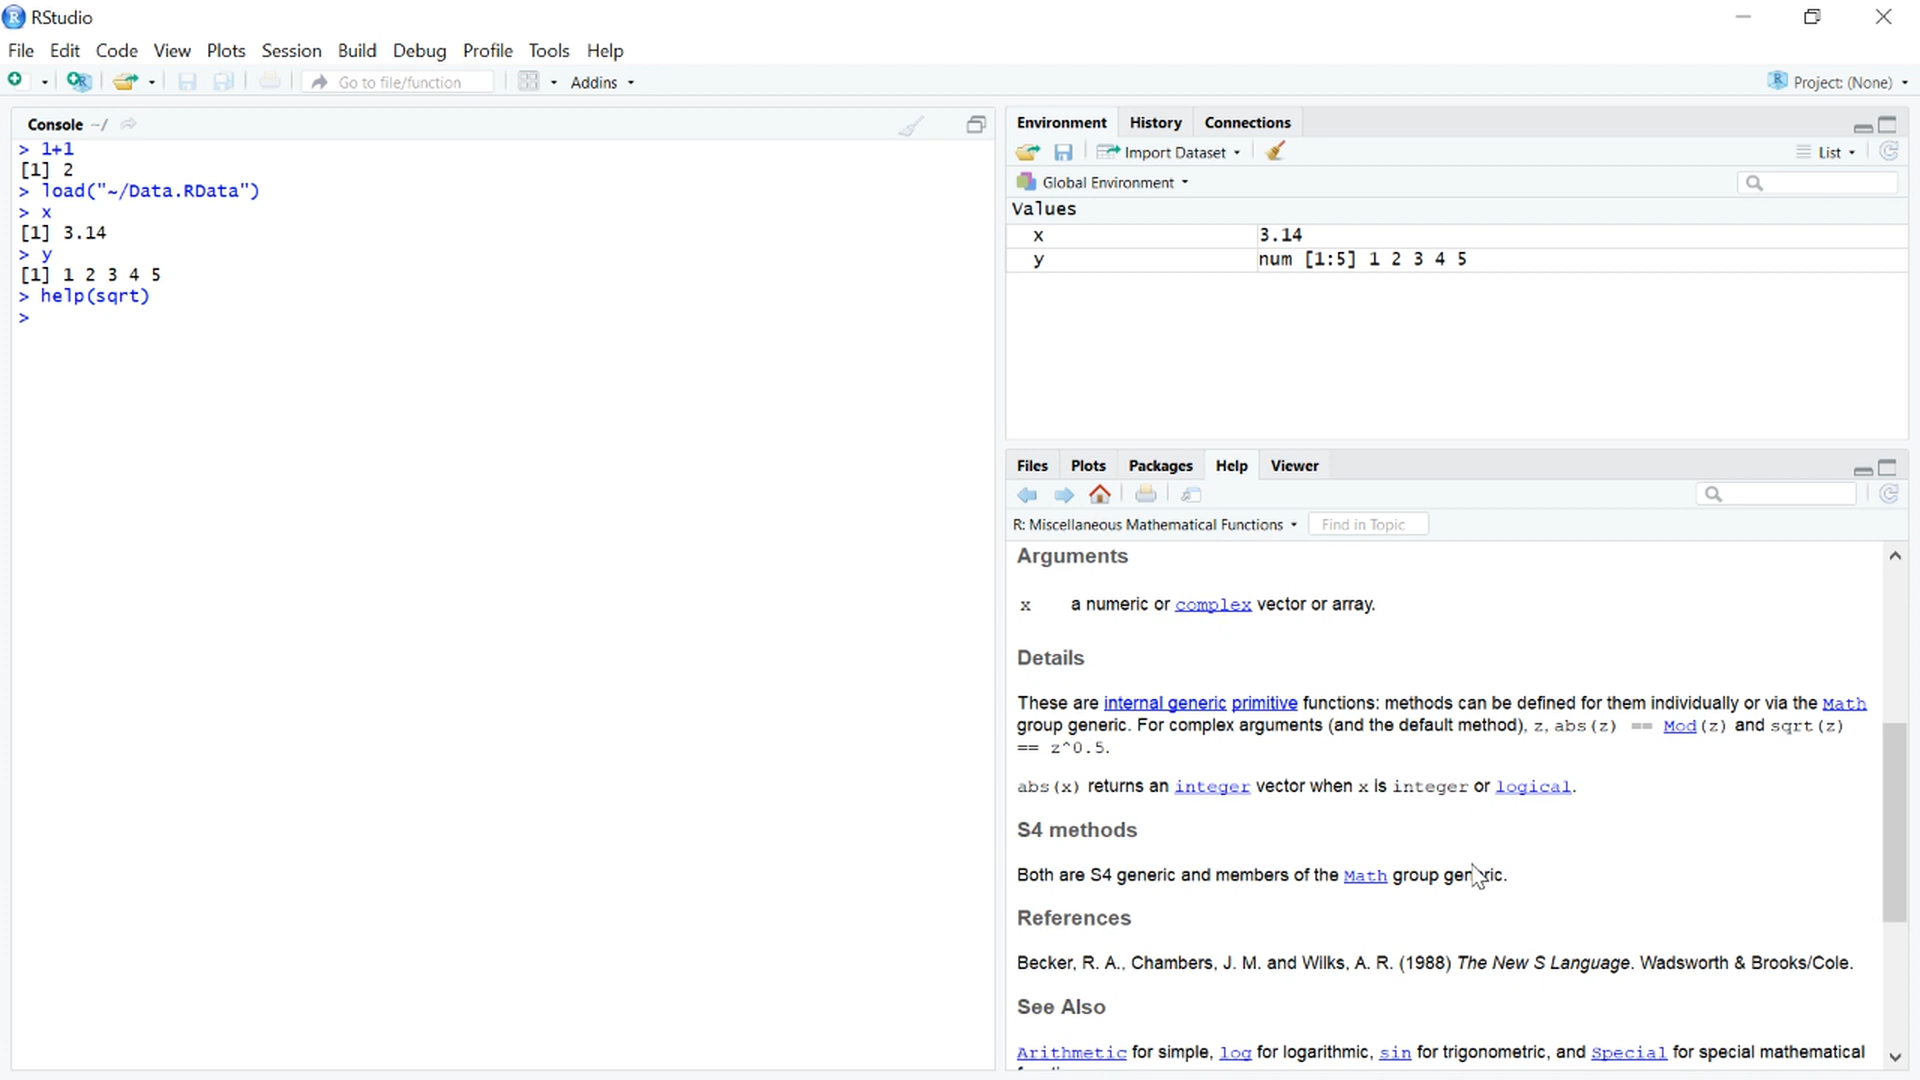 RStudio
File Edit Code View Plots Session Build Debug Profile Tools Help
Go to file/function Addins Project: (None)
Console ~/
> 1+1
[1] 2
> load("~/Data.RData")
> x
[1] 3.14
> y
[1] 1 2 3 4 5
> help(sqrt)
>
Environment History Connections
Import Dataset List
Global Environment
Values
x 3.14
y num [1:5] 1 2 3 4 5
Files Plots Packages Help Viewer
R: Miscellaneous Mathematical Functions Find in Topic
Arguments
x a numeric or complex vector or array.
Details
These are internal generic primitive functions: methods can be defined for them individually or via the Math
group generic. For complex arguments (and the default method), z, abs(z) == Mod(z) and sqrt(z)
== z^0.5.
abs(x) returns an integer vector when x is integer or logical.
S4 methods
Both are S4 generic and members of the Math group generic.
References
Becker, R. A., Chambers, J. M. and Wilks, A. R. (1988) The New S Language. Wadsworth & Brooks/Cole.
See Also
Arithmetic for simple, log for logarithmic, sin for trigonometric, and Special for special mathematical